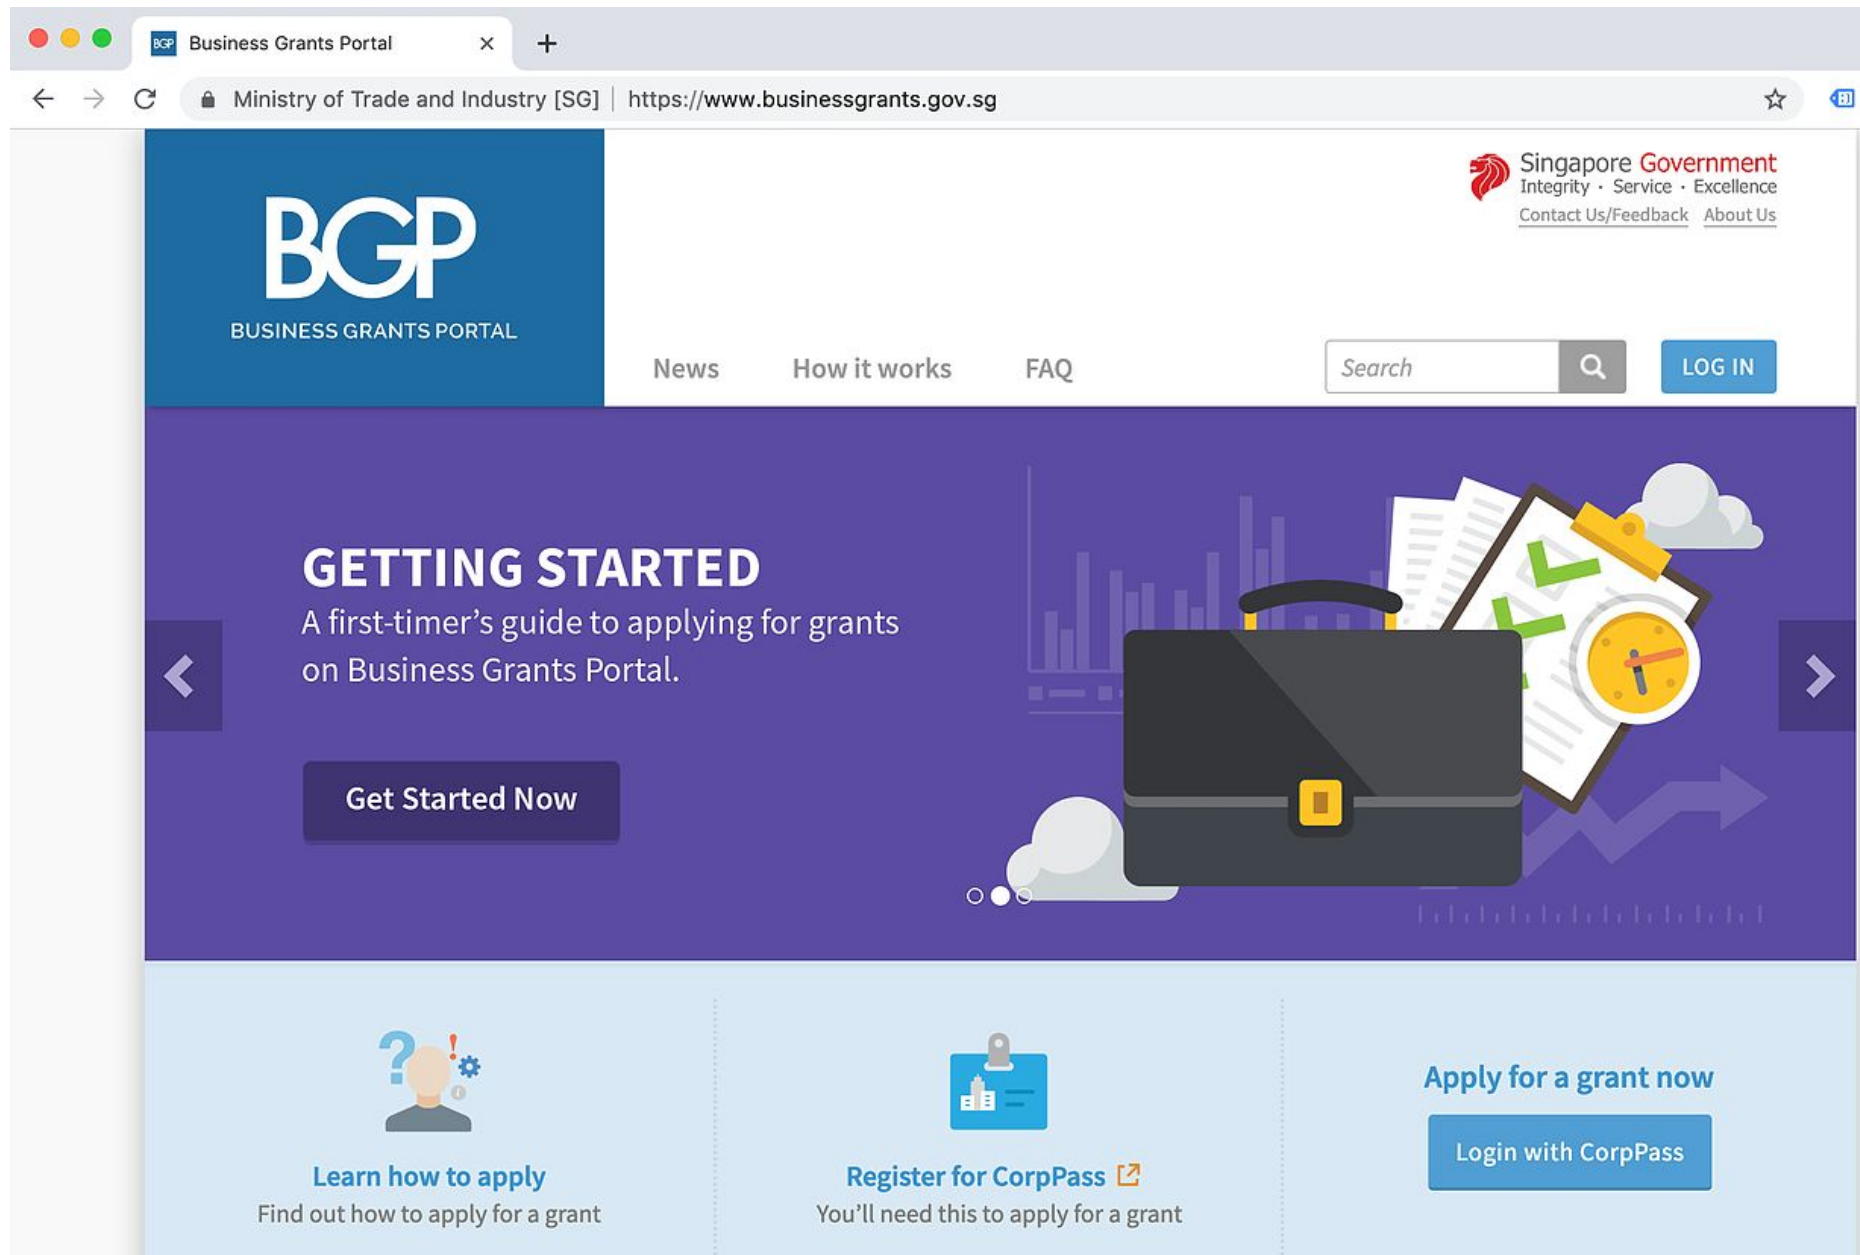 BGP Business Grants Portal
Ministry of Trade and Industry [SG] | https://www.businessgrants.gov.sg
BGP
BUSINESS GRANTS PORTAL
Singapore Government
Integrity · Service · Excellence
Contact Us/Feedback About Us
News How it works FAQ
Search
LOG IN
GETTING STARTED
A first-timer’s guide to applying for grants
on Business Grants Portal.
Get Started Now
Learn how to apply
Find out how to apply for a grant
Register for CorpPass
You’ll need this to apply for a grant
Apply for a grant now
Login with CorpPass